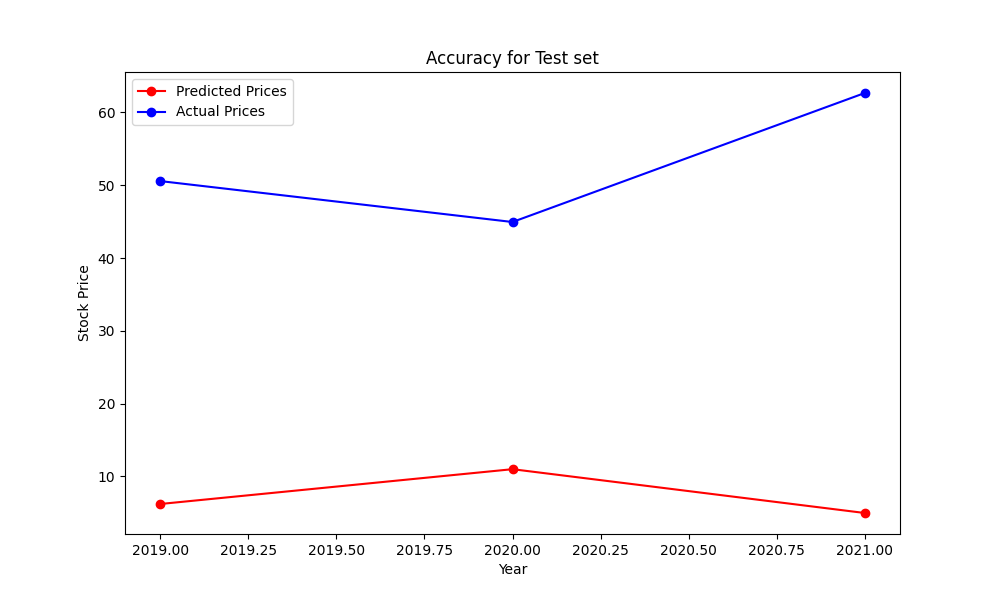 Accuracy for Test set
Predicted Prices
Actual Prices
60
50
40
30
20
10
Stock Price
2019.00 2019.25 2019.50 2019.75 2020.00 2020.25 2020.50 2020.75 2021.00
Year